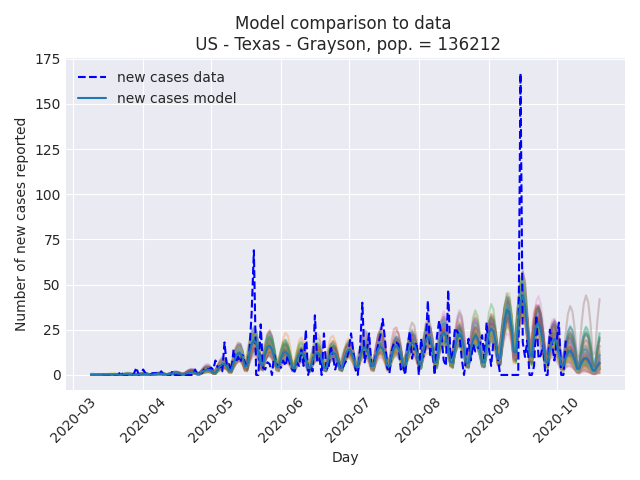 Model comparison to data
US - Texas - Grayson, pop. = 136212
new cases data
new cases model
Number of new cases reported
175
150
125
100
75
50
25
0
2020-03
2020-04
2020-05
2020-06
2020-07
2020-08
2020-09
2020-10
Day